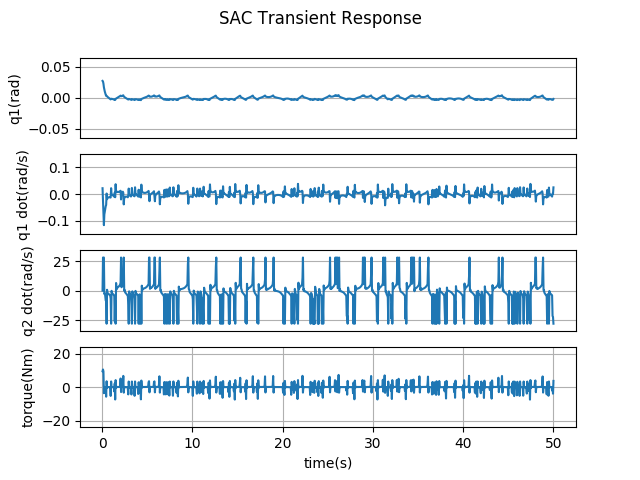 SAC Transient Response
q1(rad)
0.05
0.00
−0.05
q1 dot(rad/s)
0.1
0.0
−0.1
q2 dot(rad/s)
25
0
−25
torque(Nm)
20
0
−20
0 10 20 30 40 50
time(s)